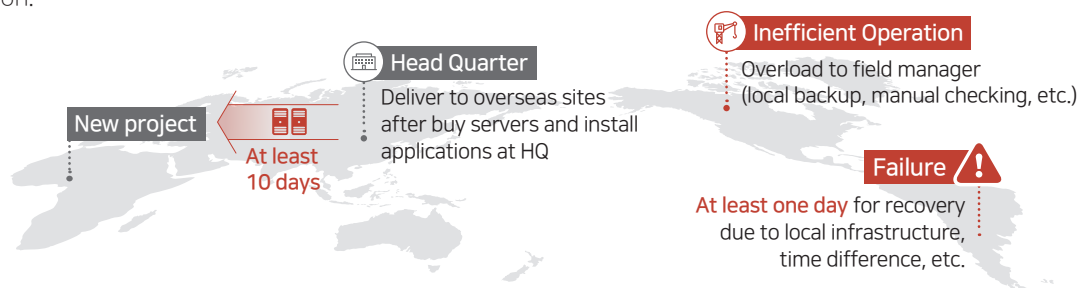 on.
Inefficient Operation
Overload to field manager
(local backup, manual checking, etc.)
Head Quarter
Deliver to overseas sites
after buy servers and install
applications at HQ
New project
At least
10 days
Failure
At least one day for recovery
due to local infrastructure,
time difference, etc.